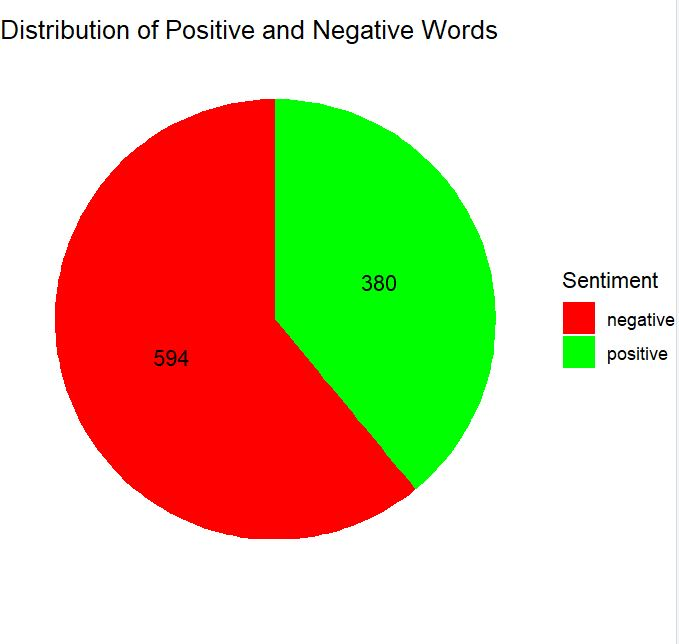 Distribution of Positive and Negative Words
380
594
Sentiment
negative
positive